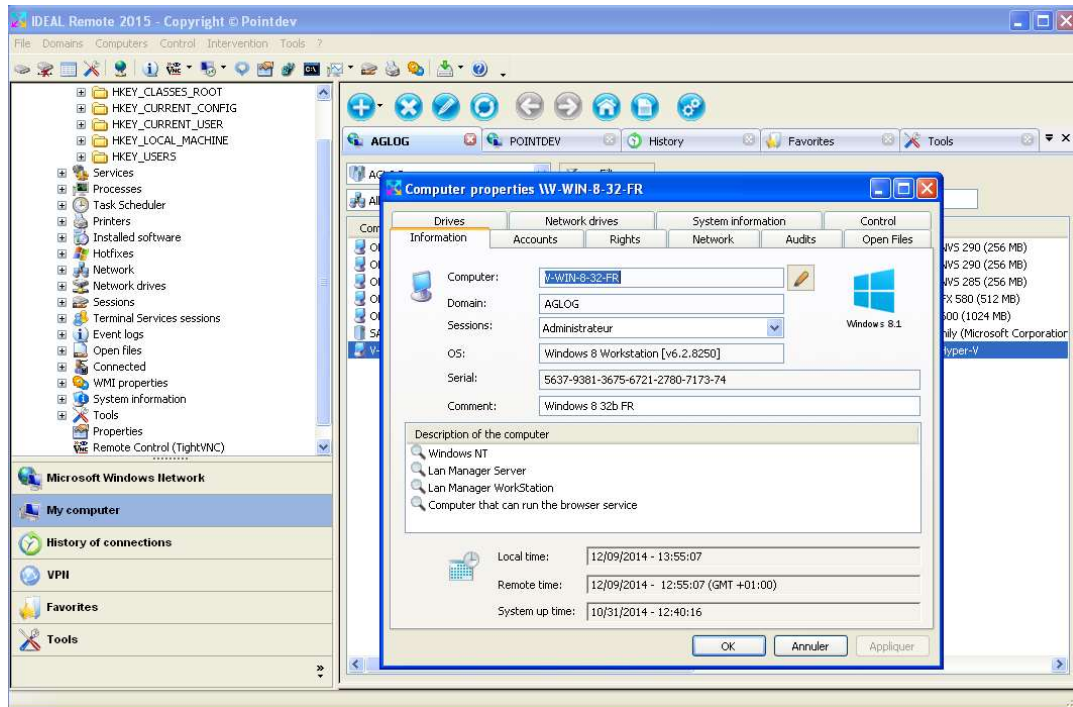 IDEAL Remote 2015 - Copyright © Pointdev
File Domains Computers Control Intervention Tools ?
HKEY_CLASSES_ROOT
HKEY_CURRENT_CONFIG
HKEY_CURRENT_USER
HKEY_LOCAL_MACHINE
HKEY_USERS
Services
Processes
Task Scheduler
Printers
Installed software
Hotfixes
Network
Network drives
Sessions
Terminal Services sessions
Event logs
Open files
Connected
WMI properties
System information
Tools
Properties
Remote Control (TightVNC)
Microsoft Windows Network
My computer
History of connections
VPN
Favorites
Tools
AGLOG POINTDEV History Favorites Tools
Computer properties \\V-WIN-8-32-FR
Drives Network drives System information Control
Information Accounts Rights Network Audits Open Files
Computer: V-WIN-8-32-FR
Domain: AGLOG
Sessions: Administrateur
OS: Windows 8 Workstation [v6.2.8250]
Serial: 5637-9381-3675-6721-2780-7173-74
Comment: Windows 8 32b FR
Windows 8.1
Description of the computer
Windows NT
Lan Manager Server
Lan Manager WorkStation
Computer that can run the browser service
Local time: 12/09/2014 - 13:55:07
Remote time: 12/09/2014 - 12:55:07 (GMT +01:00)
System up time: 10/31/2014 - 12:40:16
OK Annuler Appliquer
NVS 290 (256 MB)
NVS 290 (256 MB)
NVS 285 (256 MB)
FX 580 (512 MB)
600 (1024 MB)
(Microsoft Corporation
Hyper-V